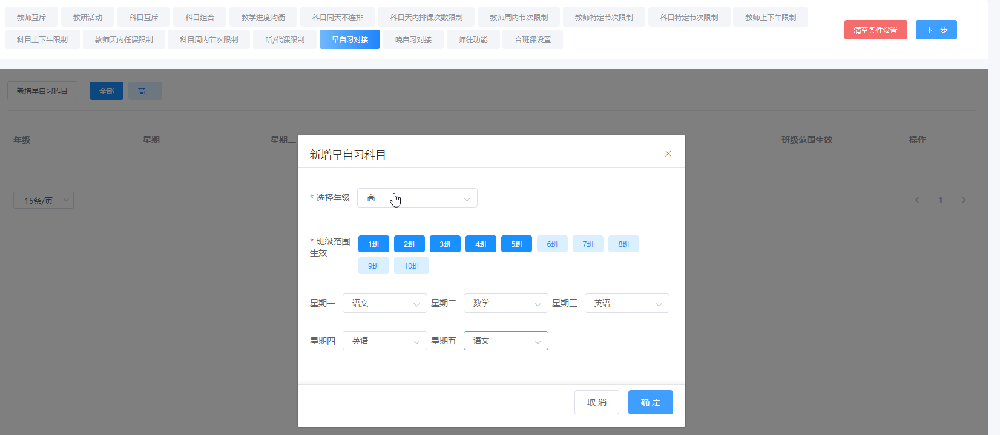 教师互斥 教研活动 科目互斥 科目组合 教学进度均衡 科目同天不连排 科目天内排课次数限制 教师周内节次限制 教师特定节次限制 科目特定节次限制 教师上下午限制
科目上下午限制 教师天内任课限制 科目周内节次限制 听/代课限制 早自习对接 晚自习对接 师徒功能 合班课设置
清空条件设置 下一步
新增早自习科目 全部 高一
年级 星期一 星期二 班级范围生效 操作
15条/页 1
新增早自习科目
* 选择年级 高一
* 班级范围生效 1班 2班 3班 4班 5班 6班 7班 8班
9班 10班
星期一 语文 星期二 数学 星期三 英语
星期四 英语 星期五 语文
取 消 确 定